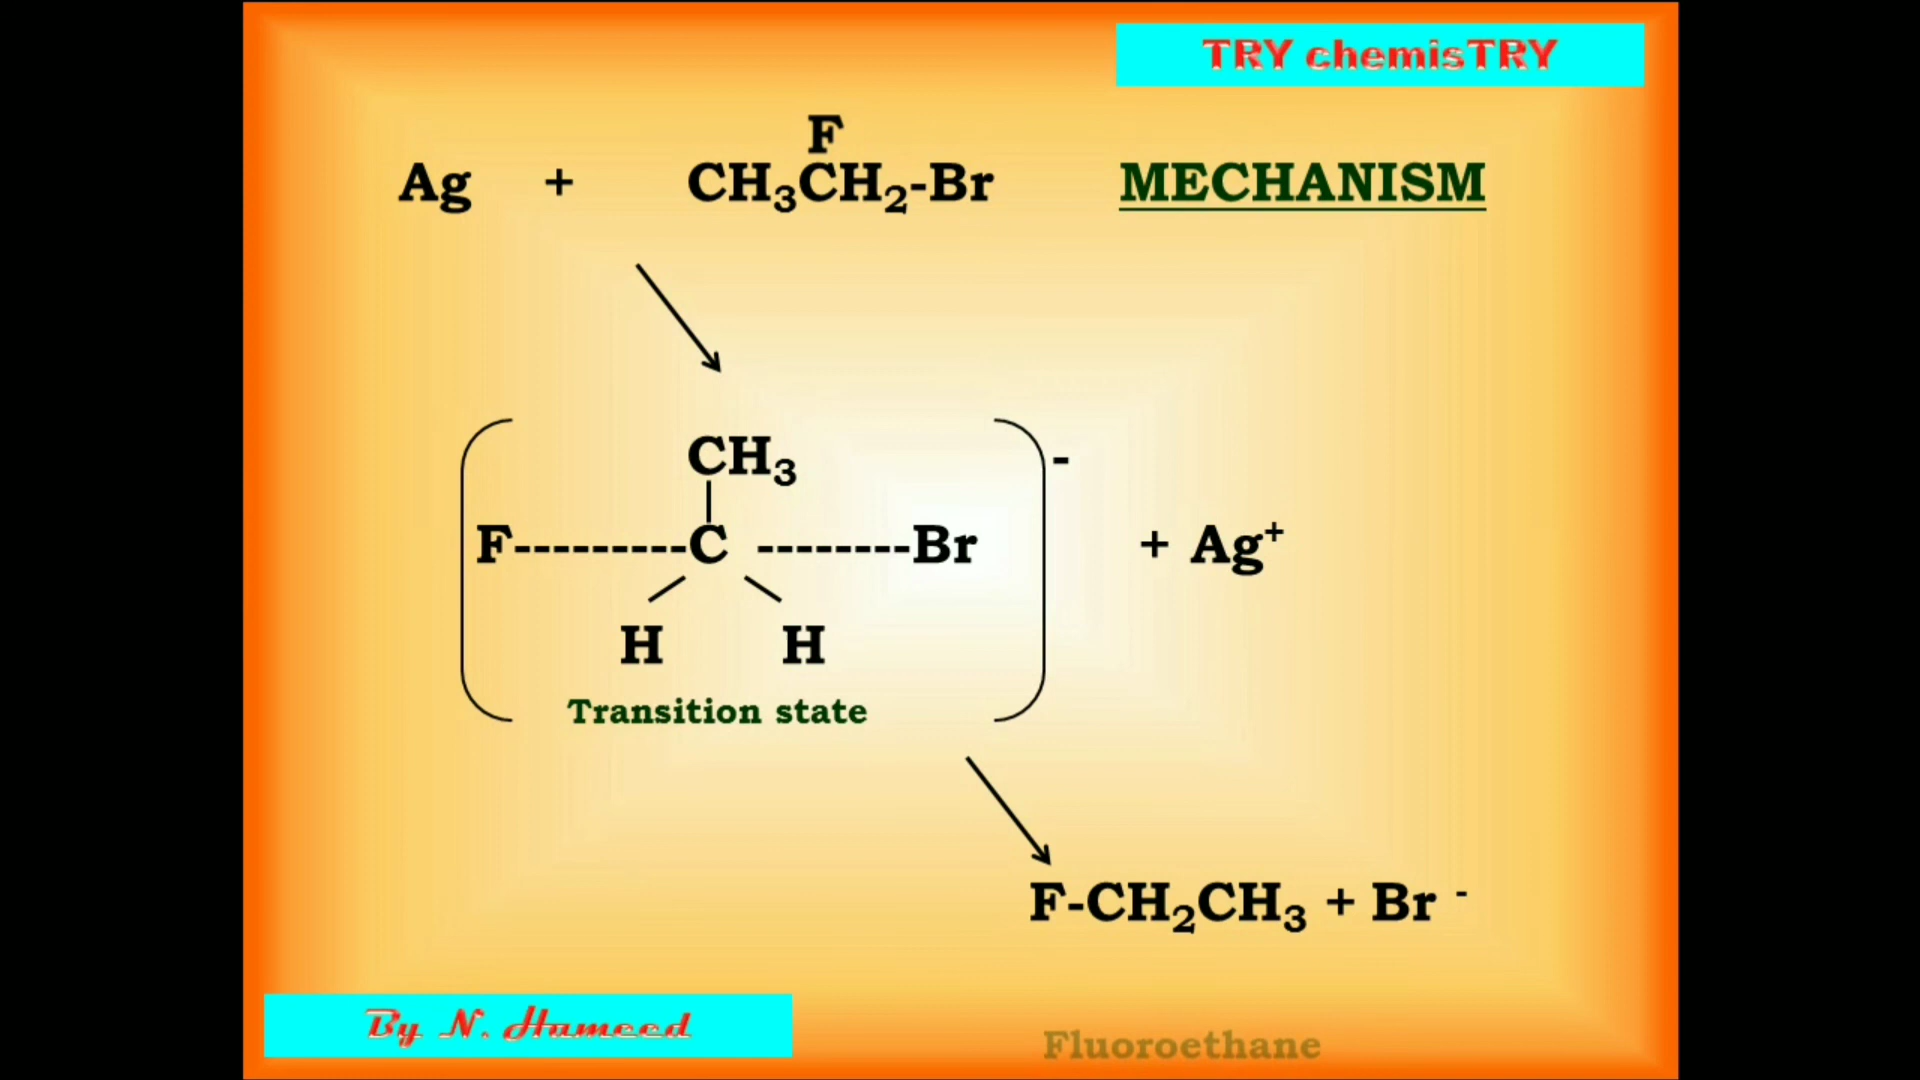 TRY chemisTRY
F
Ag + CH₃CH₂-Br MECHANISM
CH₃
-
F---------C --------Br + Ag⁺
H H
Transition state
F-CH₂CH₃ + Br ⁻
By N. Hameed
Fluoroethane